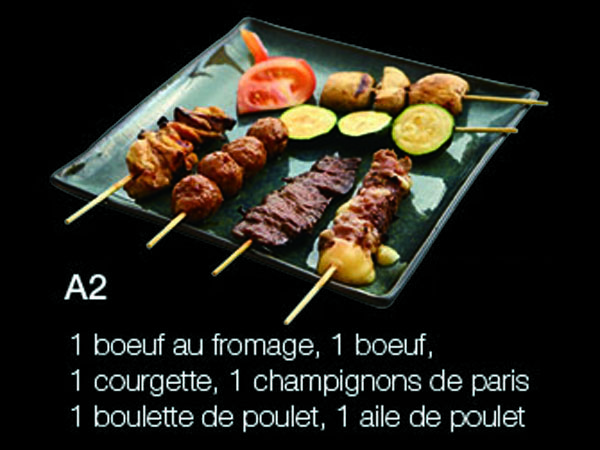 A2
1 boeuf au fromage, 1 boeuf,
1 courgette, 1 champignons de paris
1 boulette de poulet, 1 aile de poulet